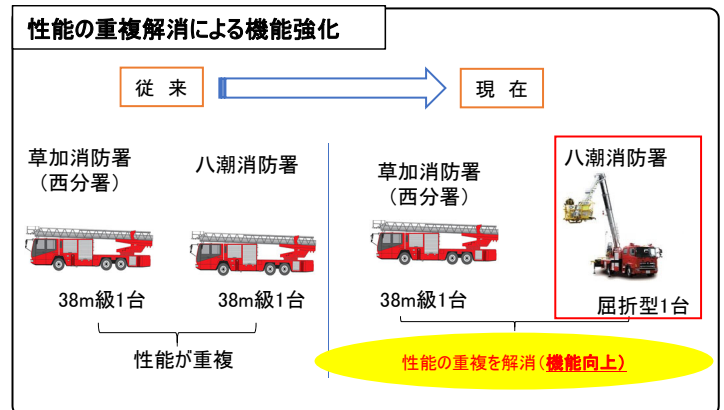 性能の重複解消による機能強化
従 来
現 在
草加消防署
（西分署）
八潮消防署
38m級1台
38m級1台
性能が重複
草加消防署
（西分署）
八潮消防署
38m級1台
屈折型1台
性能の重複を解消（機能向上）